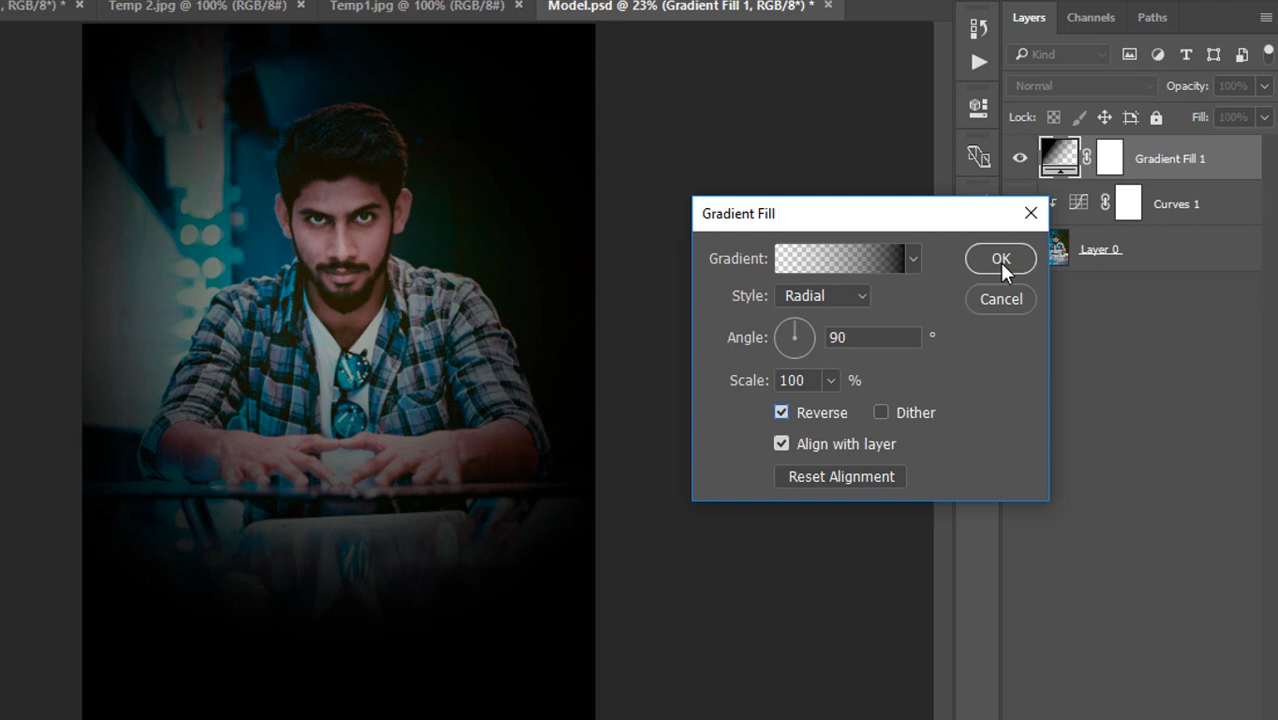 , RGB/8*) * × Temp 2.jpg @ 100% (RGB/8#) × Temp1.jpg @ 100% (RGB/8#) × Model.psd @ 23% (Gradient Fill 1, RGB/8*) * ×
Layers Channels Paths
Kind
Normal Opacity: 100%
Lock: Fill: 100%
Gradient Fill 1
Curves 1
Layer 0
Gradient Fill
Gradient: OK
Style: Radial Cancel
Angle: 90 °
Scale: 100 %
Reverse Dither
Align with layer
Reset Alignment